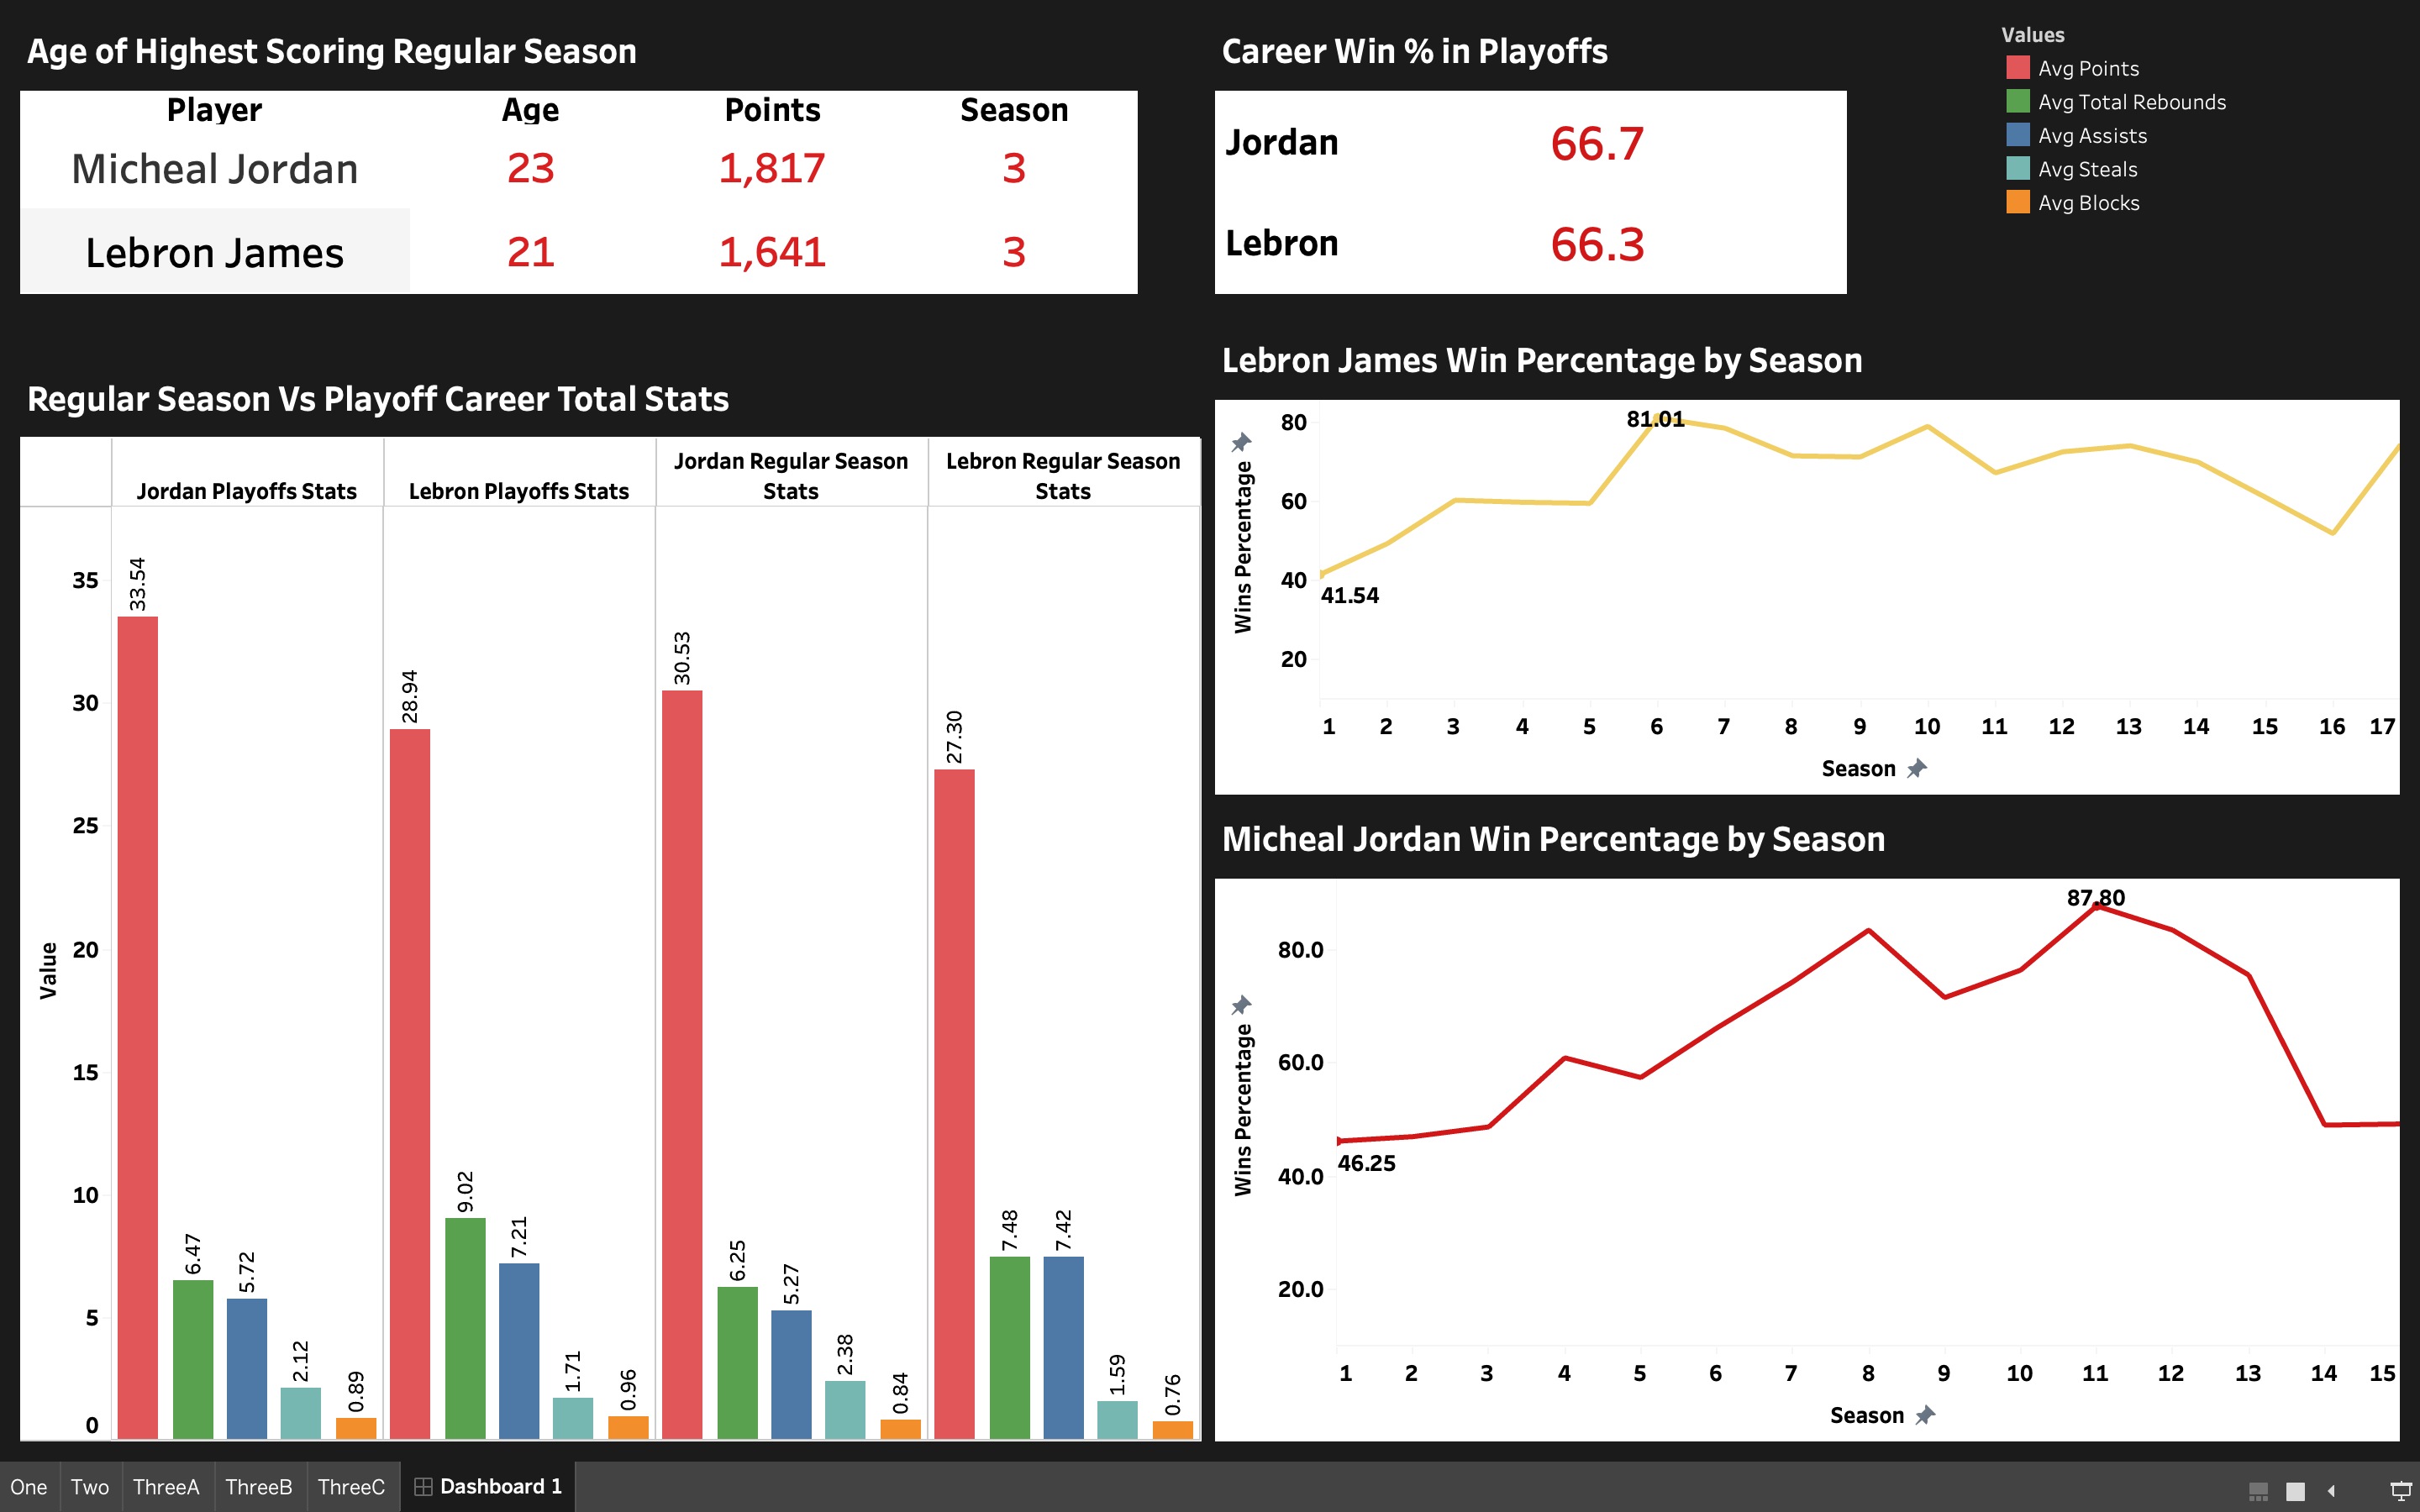 Age of Highest Scoring Regular Season
Player Age Points Season
Micheal Jordan 23 1,817 3
Lebron James 21 1,641 3
Career Win % in Playoffs
Jordan 66.7
Lebron 66.3
Values
Avg Points
Avg Total Rebounds
Avg Assists
Avg Steals
Avg Blocks
Regular Season Vs Playoff Career Total Stats
Jordan Playoffs Stats
Lebron Playoffs Stats
Jordan Regular Season
Stats
Lebron Regular Season
Stats
Value
35
30
25
20
15
10
5
0
33.54
6.47
5.72
2.12
0.89
28.94
9.02
7.21
1.71
0.96
30.53
6.25
5.27
2.38
0.84
27.30
7.48
7.42
1.59
0.76
Lebron James Win Percentage by Season
Wins Percentage
80
60
40
20
81.01
41.54
1 2 3 4 5 6 7 8 9 10 11 12 13 14 15 16 17
Season
Micheal Jordan Win Percentage by Season
Wins Percentage
80.0
60.0
40.0
20.0
87.80
46.25
1 2 3 4 5 6 7 8 9 10 11 12 13 14 15
Season
One Two ThreeA ThreeB ThreeC Dashboard 1